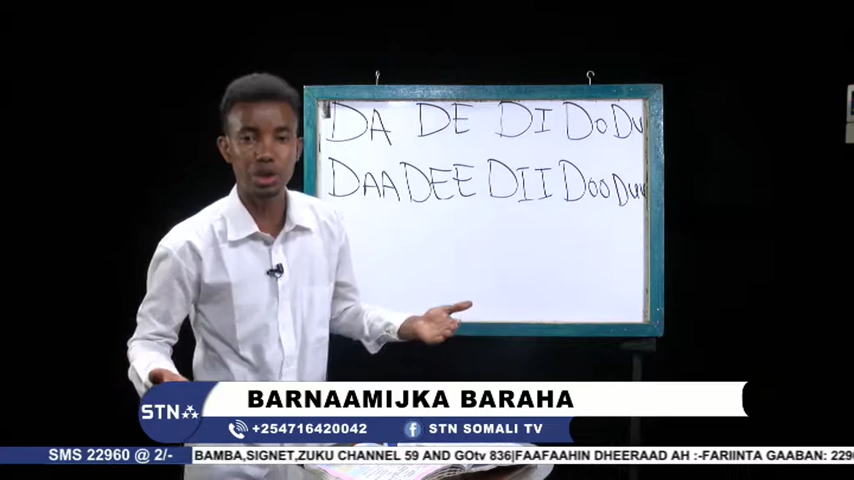 DA DE DI Do Du
DAA DEE DII Doo Duu
BARNAAMIJKA BARAHA
STN
+254716420042 STN SOMALI TV
SMS 22960 @ 2/- BAMBA,SIGNET,ZUKU CHANNEL 59 AND GOtv 836|FAAFAAHIN DHEERAAD AH :-FARIINTA GAABAN: 2296